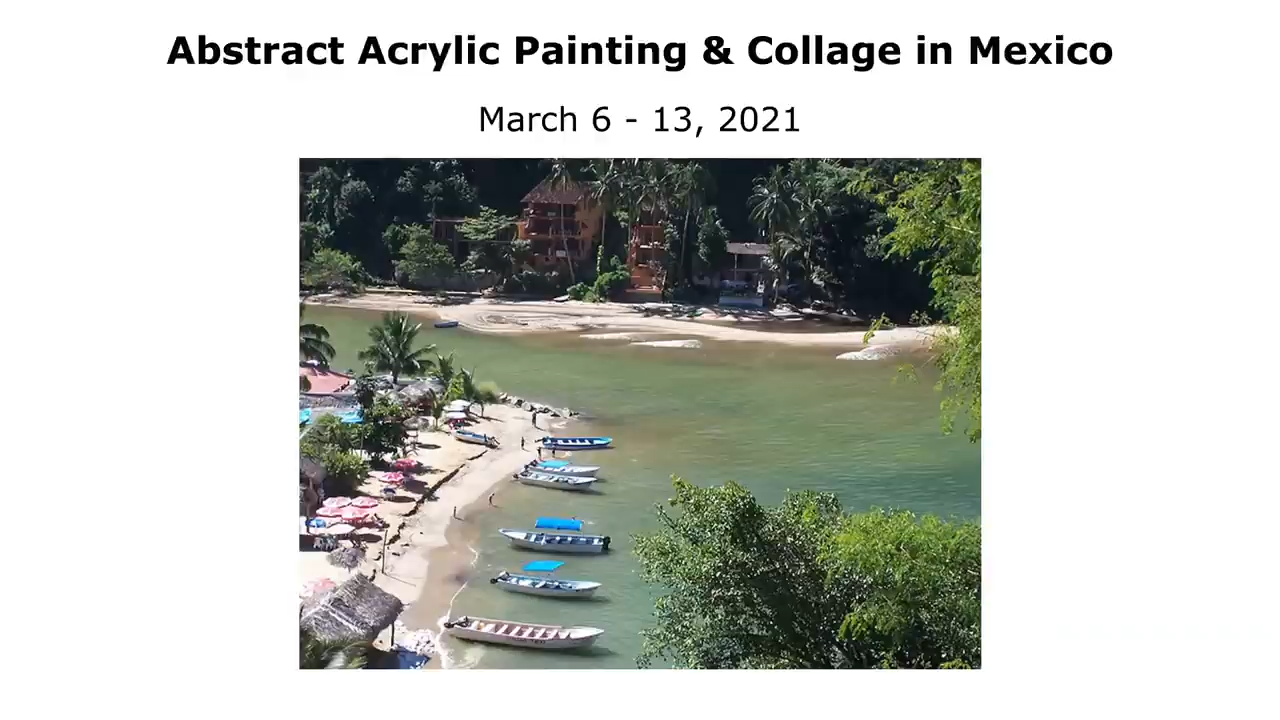 Abstract Acrylic Painting & Collage in Mexico
March 6 - 13, 2021